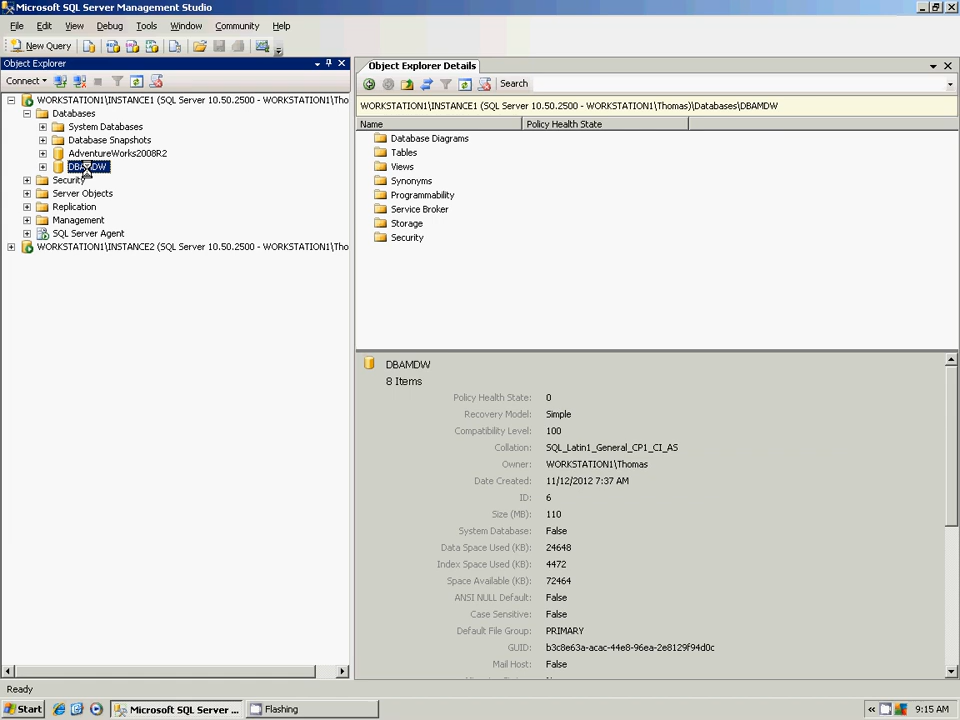 Microsoft SQL Server Management Studio
File Edit View Debug Tools Window Community Help
New Query
Object Explorer
Connect
WORKSTATION1\INSTANCE1 (SQL Server 10.50.2500 - WORKSTATION1\Tho
Databases
System Databases
Database Snapshots
AdventureWorks2008R2
DBAMDW
Security
Server Objects
Replication
Management
SQL Server Agent
WORKSTATION1\INSTANCE2 (SQL Server 10.50.2500 - WORKSTATION1\Tho
Object Explorer Details
Search
WORKSTATION1\INSTANCE1 (SQL Server 10.50.2500 - WORKSTATION1\Thomas)\Databases\DBAMDW
Name Policy Health State
Database Diagrams
Tables
Views
Synonyms
Programmability
Service Broker
Storage
Security
DBAMDW
8 Items
Policy Health State: 0
Recovery Model: Simple
Compatibility Level: 100
Collation: SQL_Latin1_General_CP1_CI_AS
Owner: WORKSTATION1\Thomas
Date Created: 11/12/2012 7:37 AM
ID: 6
Size (MB): 110
System Database: False
Data Space Used (KB): 24648
Index Space Used (KB): 4472
Space Available (KB): 72464
ANSI NULL Default: False
Case Sensitive: False
Default File Group: PRIMARY
GUID: b3c8e63a-acac-44e8-96ea-2e8129f94d0c
Mail Host: False
Ready
Start Microsoft SQL Server ... Flashing « 9:15 AM